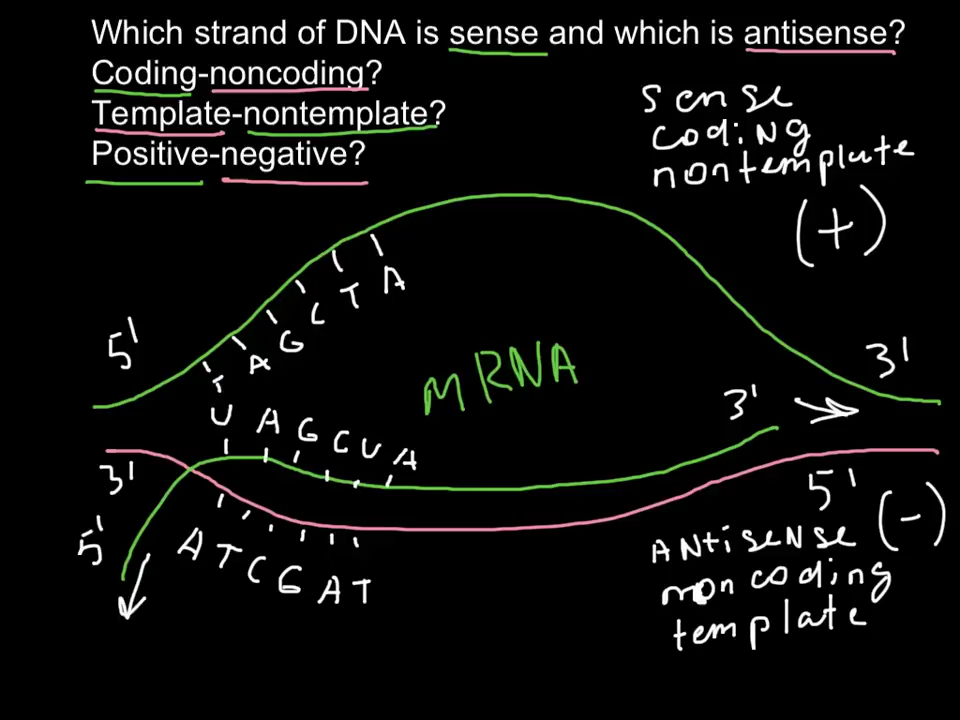 Which strand of DNA is sense and which is antisense?
Coding-noncoding?
Template-nontemplate?
Positive-negative?
sense
coding
nontemplate
(+)
5'
T A G C T A
mRNA
3'
3'
U A G C U A
3'
5'
5'
A T C G A T
(-)
ANtiseNse
noncoding
template